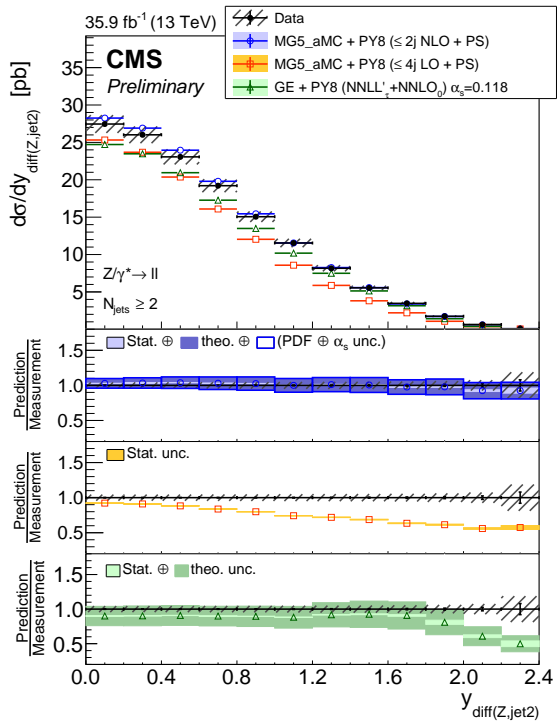 35.9 fb⁻¹ (13 TeV)
CMS
Preliminary
Data
MG5_aMC + PY8 (≤ 2j NLO + PS)
MG5_aMC + PY8 (≤ 4j LO + PS)
GE + PY8 (NNLL'τ+NNLO₀) αs=0.118
dσ/dy diff(Z,jet2) [pb]
35
30
25
20
15
10
5
Z/γ*→ ll
Njets ≥ 2
Prediction
Measurement
1.5
1.0
0.5
Stat. ⊕ theo. ⊕ (PDF ⊕ αs unc.)
Prediction
Measurement
1.5
1.0
0.5
Stat. unc.
Prediction
Measurement
1.5
1.0
0.5
Stat. ⊕ theo. unc.
0.0 0.4 0.8 1.2 1.6 2.0 2.4
y diff(Z,jet2)